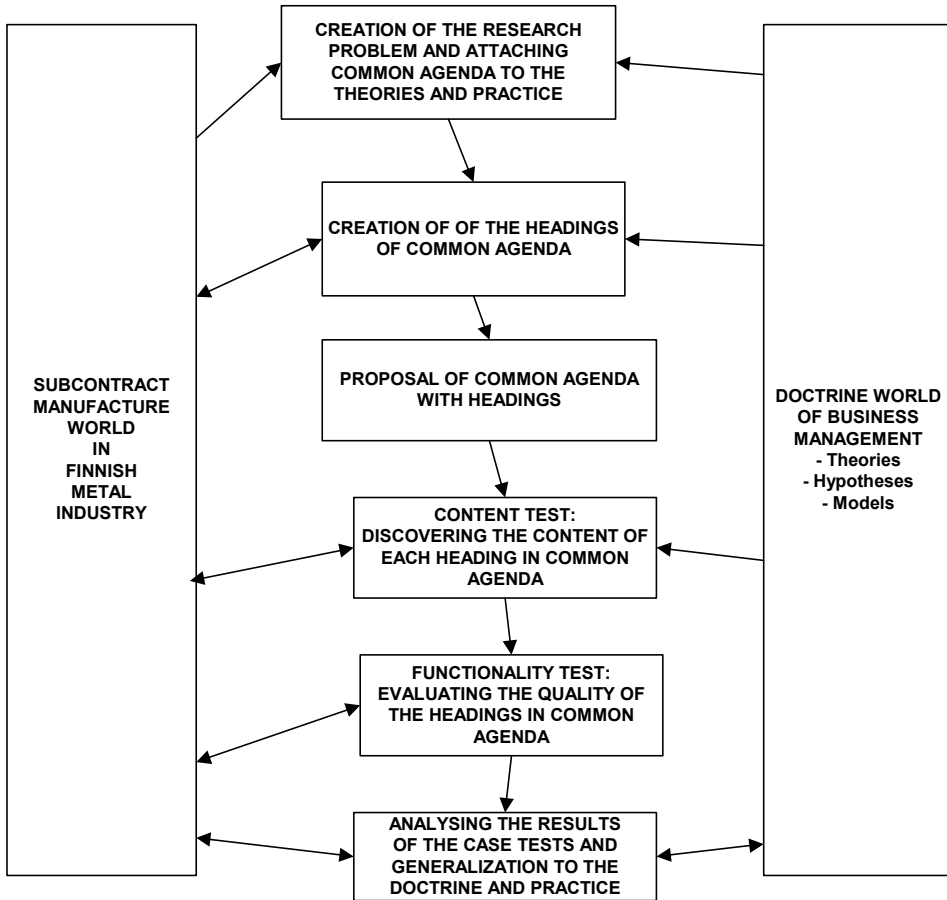 CREATION OF THE RESEARCH
PROBLEM AND ATTACHING
COMMON AGENDA TO THE
THEORIES AND PRACTICE
CREATION OF OF THE HEADINGS
OF COMMON AGENDA
PROPOSAL OF COMMON AGENDA
WITH HEADINGS
SUBCONTRACT
MANUFACTURE
WORLD
IN
FINNISH
METAL
INDUSTRY
DOCTRINE WORLD
OF BUSINESS
MANAGEMENT
- Theories
- Hypotheses
- Models
CONTENT TEST:
DISCOVERING THE CONTENT OF
EACH HEADING IN COMMON
AGENDA
FUNCTIONALITY TEST:
EVALUATING THE QUALITY OF
THE HEADINGS IN COMMON
AGENDA
ANALYSING THE RESULTS
OF THE CASE TESTS AND
GENERALIZATION TO THE
DOCTRINE AND PRACTICE